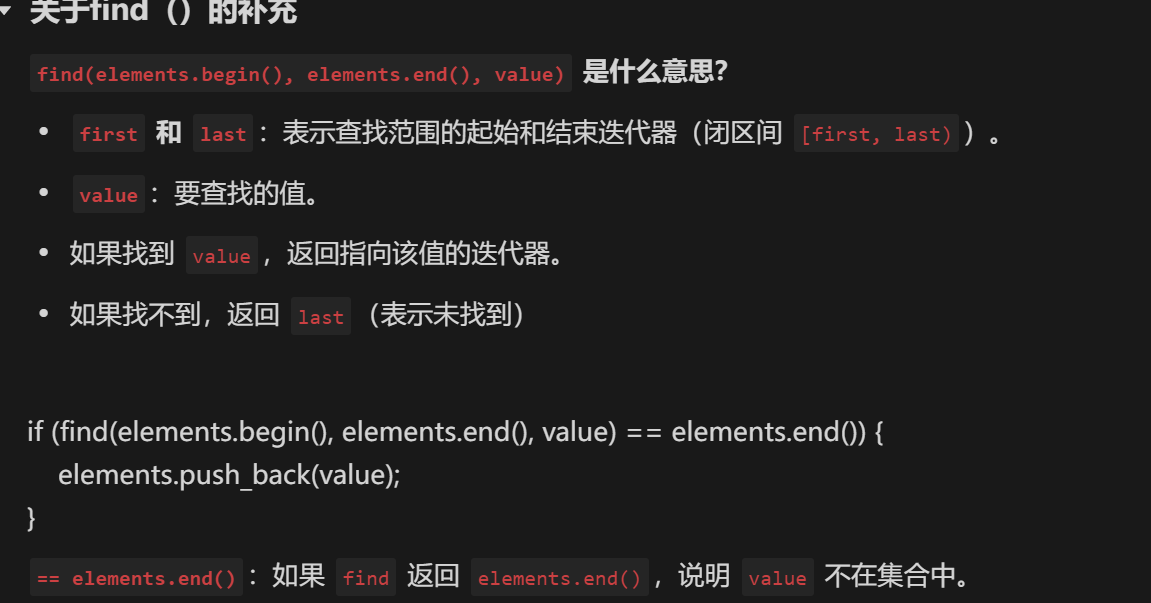 关于find（）的补充
find(elements.begin(), elements.end(), value) 是什么意思?
• first 和 last ：表示查找范围的起始和结束迭代器（闭区间 [first, last) ）。
• value ：要查找的值。
• 如果找到 value ，返回指向该值的迭代器。
• 如果找不到，返回 last （表示未找到）
if (find(elements.begin(), elements.end(), value) == elements.end()) {
elements.push_back(value);
}
== elements.end() ：如果 find 返回 elements.end() ，说明 value 不在集合中。